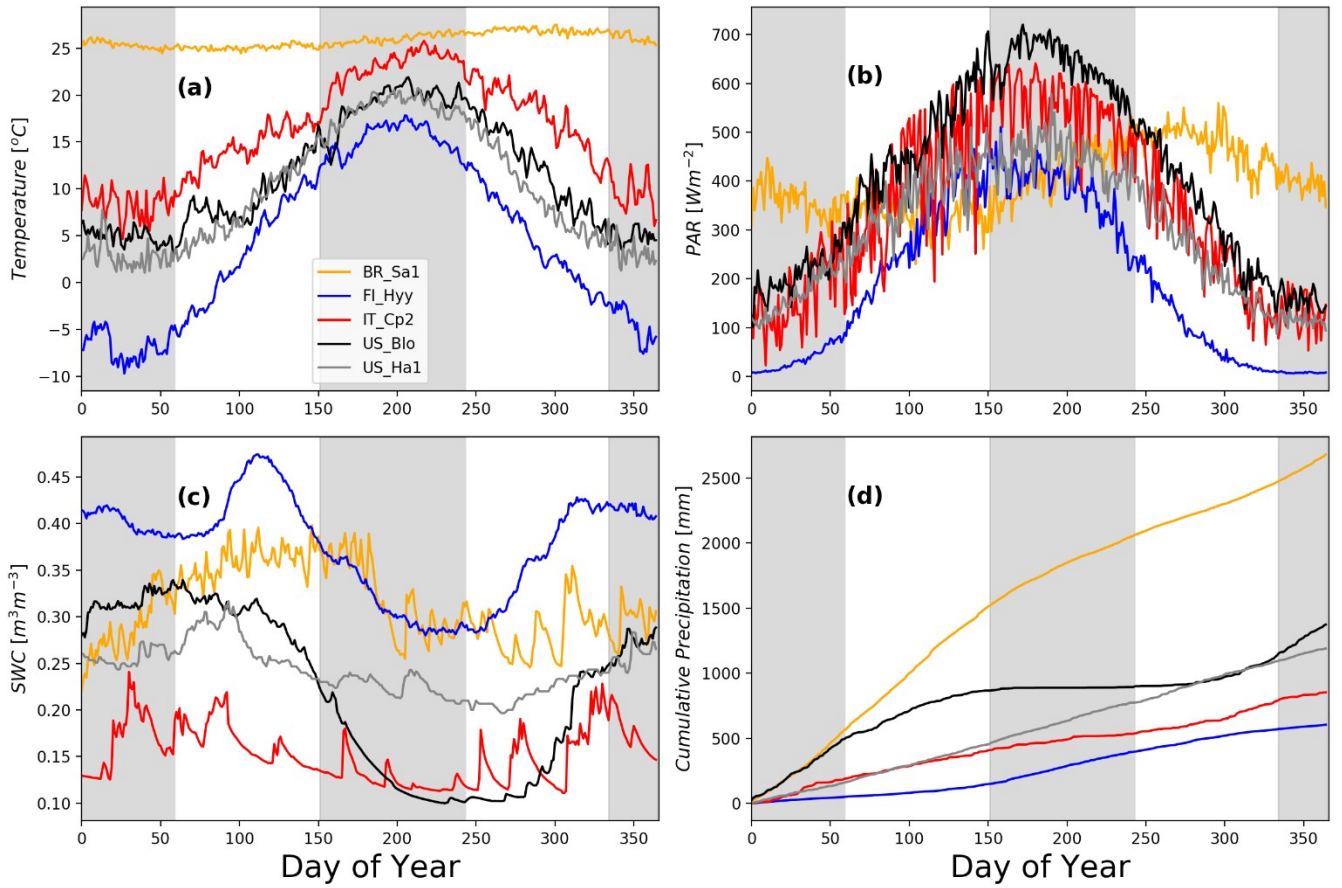 25
20
15
10
5
0
−5
−10
Temperature [°C]
(a)
BR_Sa1
FI_Hyy
IT_Cp2
US_Blo
US_Ha1
0 50 100 150 200 250 300 350
700
600
500
400
300
200
100
0
PAR [Wm⁻²]
(b)
0 50 100 150 200 250 300 350
0.45
0.40
0.35
0.30
0.25
0.20
0.15
0.10
SWC [m³m⁻³]
(c)
0 50 100 150 200 250 300 350
Day of Year
2500
2000
1500
1000
500
0
Cumulative Precipitation [mm]
(d)
0 50 100 150 200 250 300 350
Day of Year